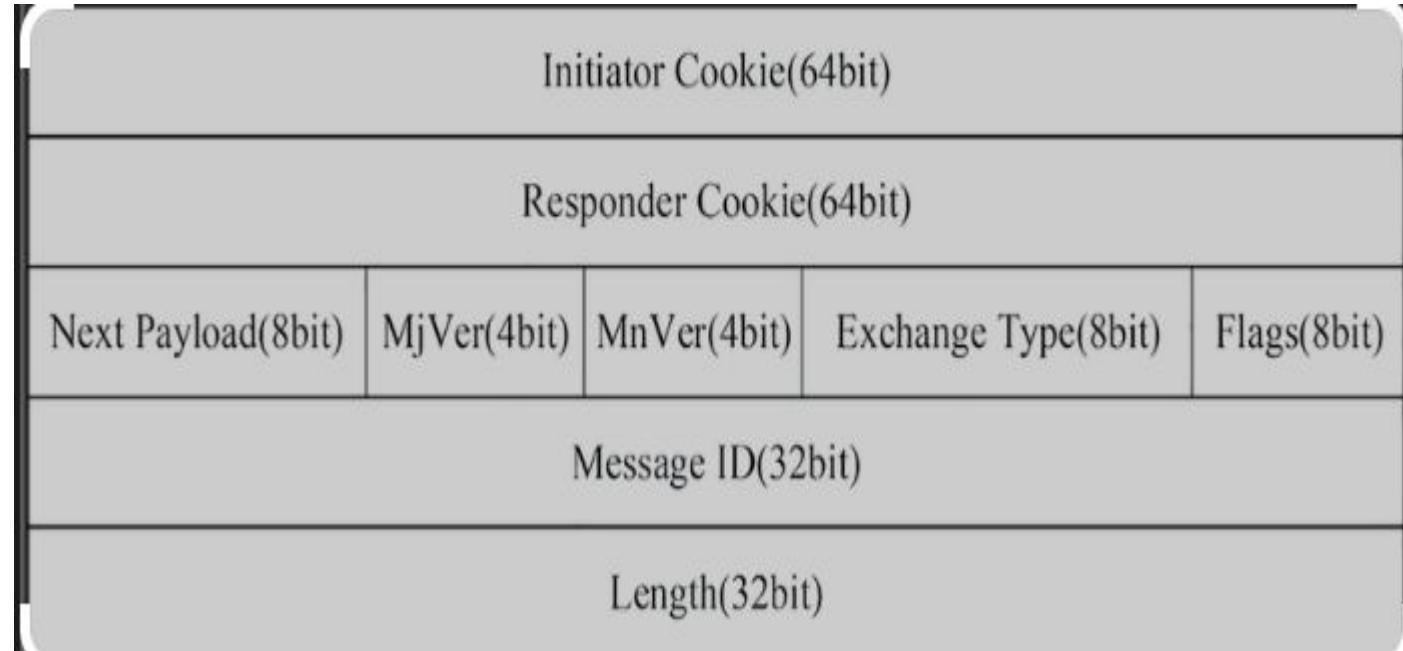 Initiator Cookie(64bit)
Responder Cookie(64bit)
Next Payload(8bit) MjVer(4bit) MnVer(4bit) Exchange Type(8bit) Flags(8bit)
Message ID(32bit)
Length(32bit)